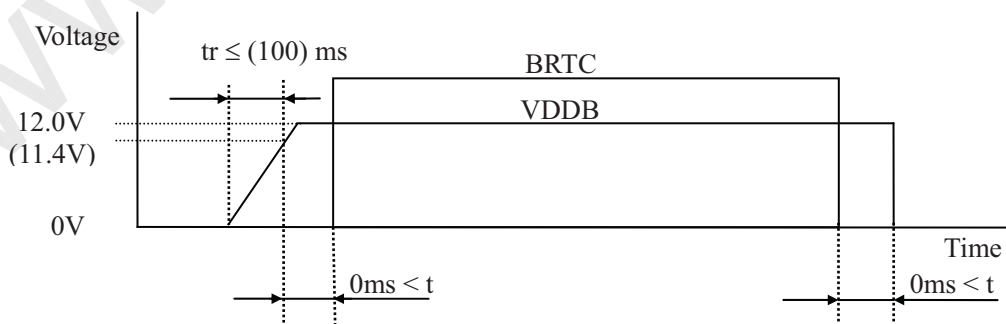 Voltage
tr ≤ (100) ms
BRTC
VDDB
12.0V
(11.4V)
0V
Time
0ms < t
0ms < t